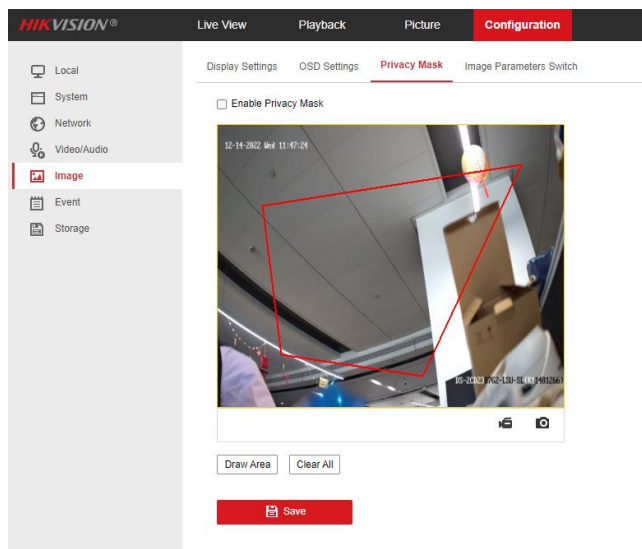 HIKVISION®
Live View
Playback
Picture
Configuration
Local
System
Network
Video/Audio
Image
Event
Storage
Display Settings
OSD Settings
Privacy Mask
Image Parameters Switch
Enable Privacy Mask
12-14-2022 Wed 11:47:24
Draw Area
Clear All
Save